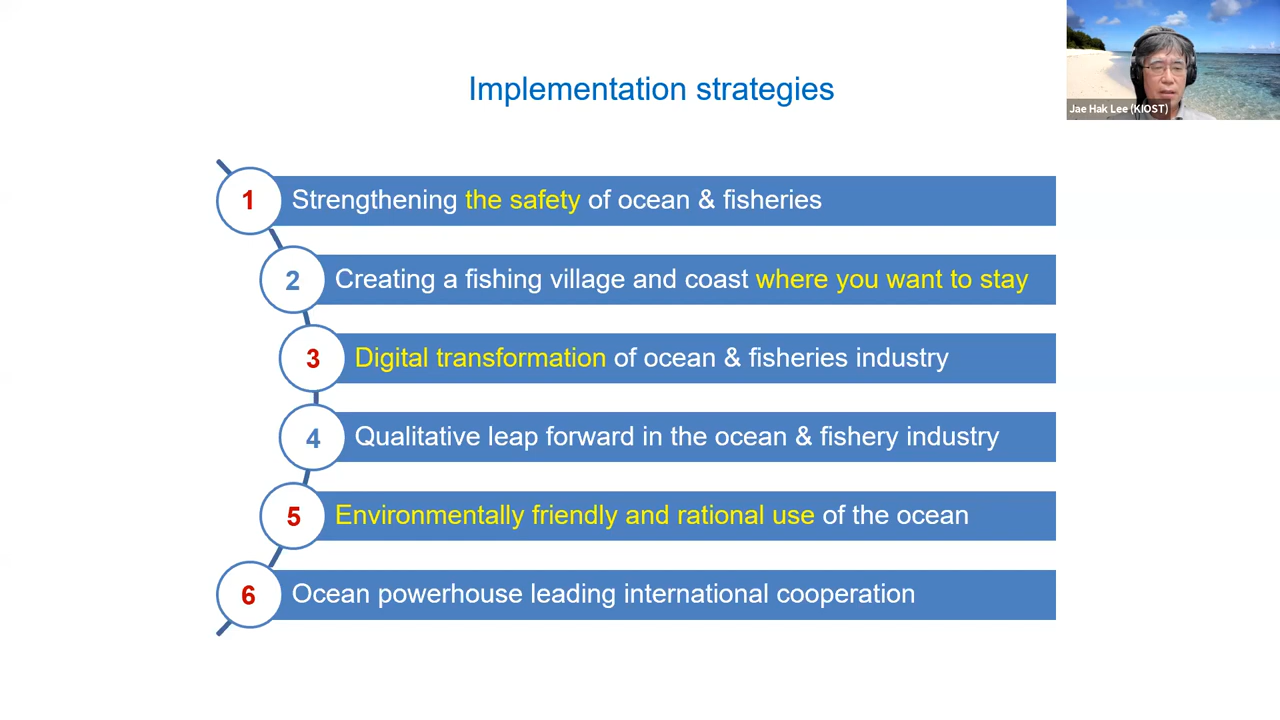 Implementation strategies
Jae Hak Lee (KIOST)
1 Strengthening the safety of ocean & fisheries
2 Creating a fishing village and coast where you want to stay
3 Digital transformation of ocean & fisheries industry
4 Qualitative leap forward in the ocean & fishery industry
5 Environmentally friendly and rational use of the ocean
6 Ocean powerhouse leading international cooperation